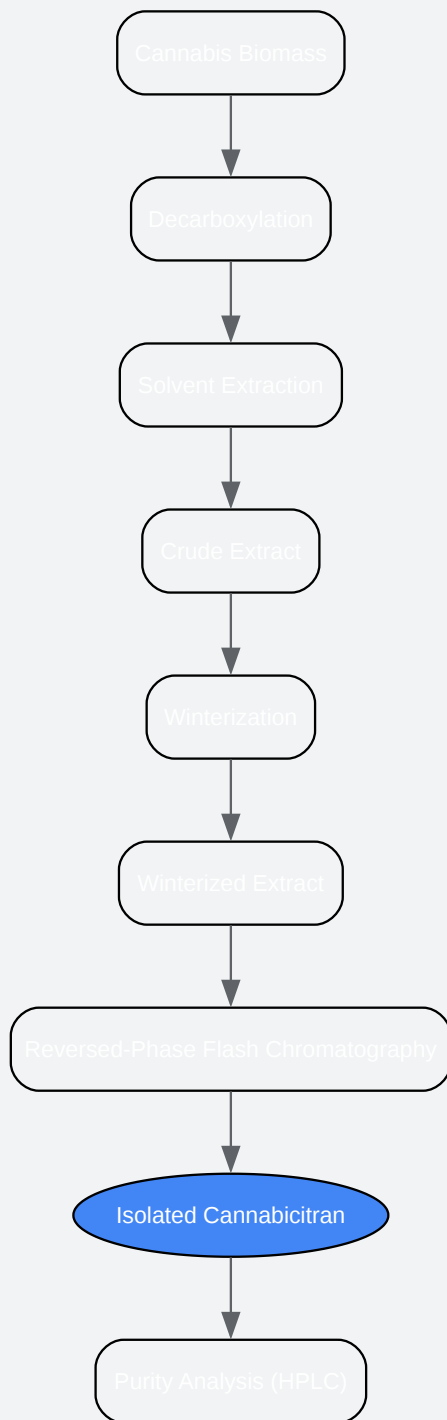 Cannabis Biomass
Decarboxylation
Solvent Extraction
Crude Extract
Winterization
Winterized Extract
Reversed-Phase Flash Chromatography
Isolated Cannabicitran
Purity Analysis (HPLC)